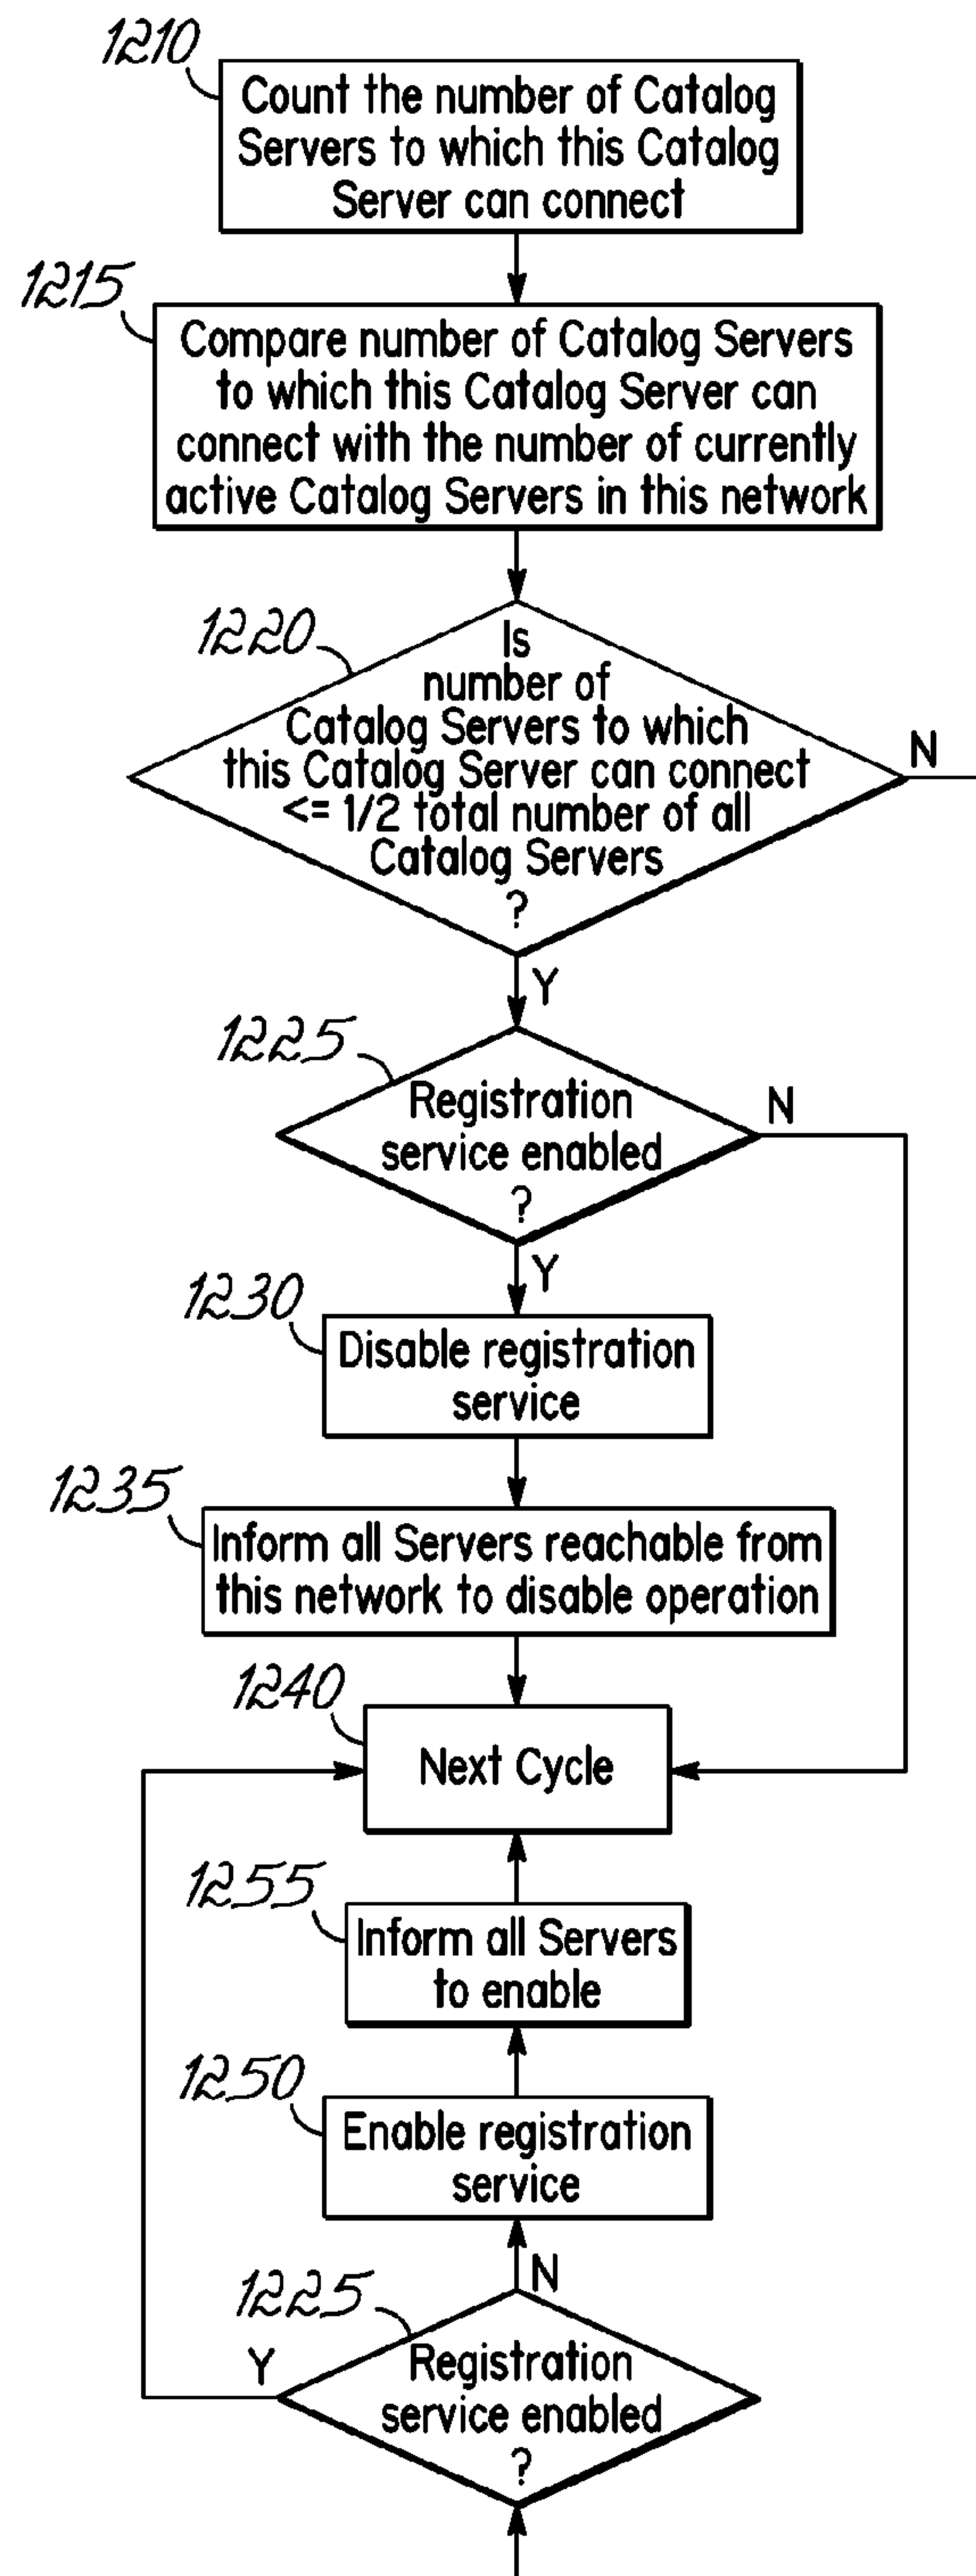 1210
Count the number of Catalog
Servers to which this Catalog
Server can connect
1215
Compare number of Catalog Servers
to which this Catalog Server can
connect with the number of currently
active Catalog Servers in this network
1220
Is
number of
Catalog Servers to which
this Catalog Server can connect
<= 1/2 total number of all
Catalog Servers
?
N
Y
1225
Registration
service enabled
?
N
Y
1230
Disable registration
service
1235
Inform all Servers reachable from
this network to disable operation
1240
Next Cycle
1255
Inform all Servers
to enable
1250
Enable registration
service
N
1225
Y
Registration
service enabled
?